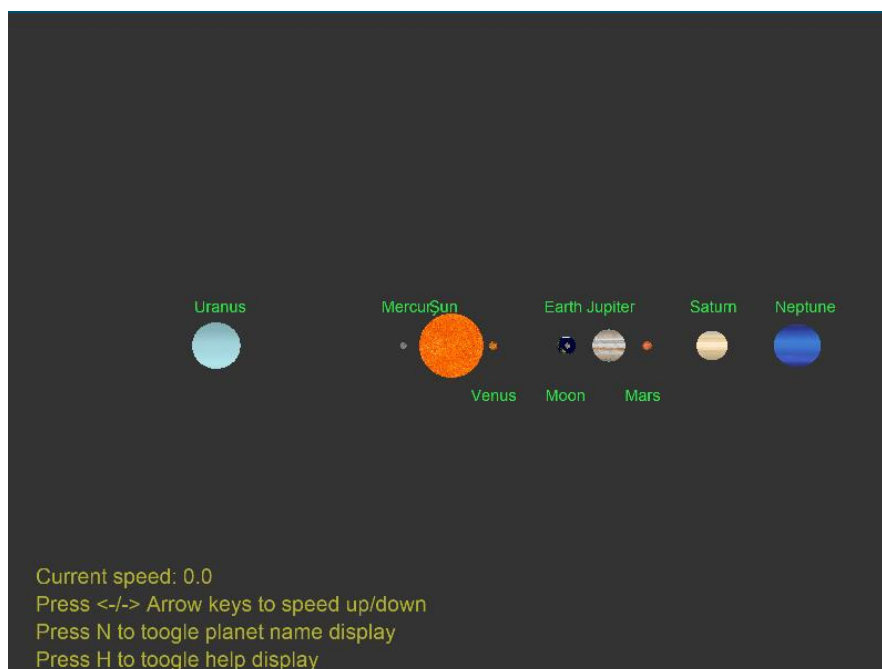 Uranus MercurSun Earth Jupiter Saturn Neptune
Venus Moon Mars
Current speed: 0.0
Press <-/-> Arrow keys to speed up/down
Press N to toogle planet name display
Press H to toogle help display